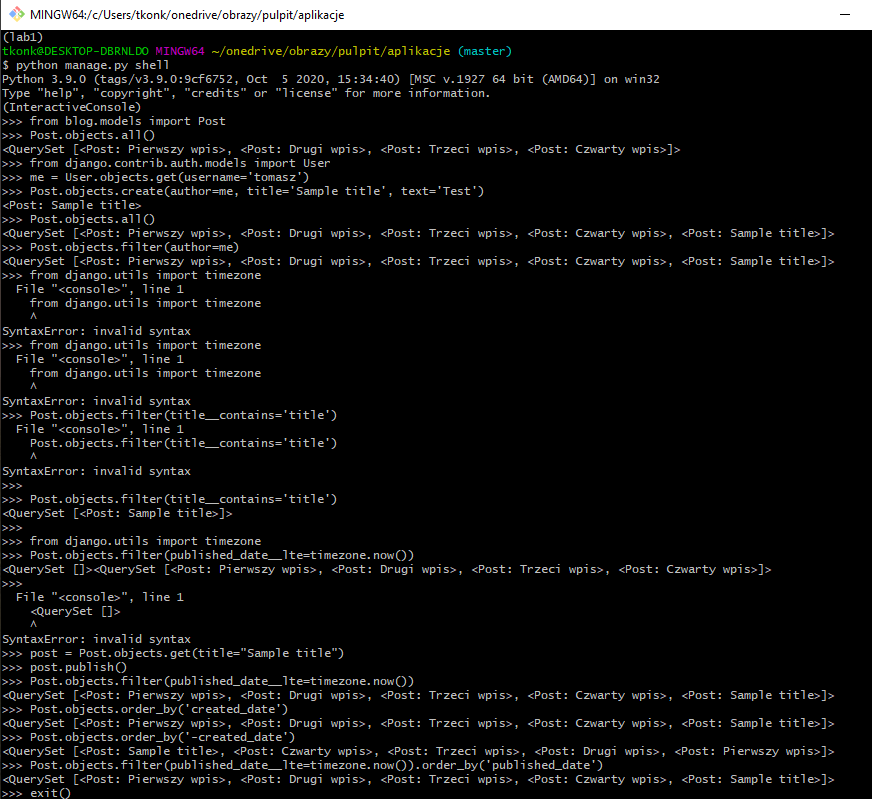 MINGW64:/c/Users/tkonk/onedrive/obrazy/pulpit/aplikacje
(lab1)
tkonk@DESKTOP-DBRNLDO MINGW64 ~/onedrive/obrazy/pulpit/aplikacje (master)
$ python manage.py shell
Python 3.9.0 (tags/v3.9.0:9cf6752, Oct  5 2020, 15:34:40) [MSC v.1927 64 bit (AMD64)] on win32
Type "help", "copyright", "credits" or "license" for more information.
(InteractiveConsole)
>>> from blog.models import Post
>>> Post.objects.all()
<QuerySet [<Post: Pierwszy wpis>, <Post: Drugi wpis>, <Post: Trzeci wpis>, <Post: Czwarty wpis>]>
>>> from django.contrib.auth.models import User
>>> me = User.objects.get(username='tomasz')
>>> Post.objects.create(author=me, title='Sample title', text='Test')
<Post: Sample title>
>>> Post.objects.all()
<QuerySet [<Post: Pierwszy wpis>, <Post: Drugi wpis>, <Post: Trzeci wpis>, <Post: Czwarty wpis>, <Post: Sample title>]>
>>> Post.objects.filter(author=me)
<QuerySet [<Post: Pierwszy wpis>, <Post: Drugi wpis>, <Post: Trzeci wpis>, <Post: Czwarty wpis>, <Post: Sample title>]>
>>> from django.utils import timezone
  File "<console>", line 1
    from django.utils import timezone
    ^
SyntaxError: invalid syntax
>>> from django.utils import timezone
  File "<console>", line 1
    from django.utils import timezone
    ^
SyntaxError: invalid syntax
>>> Post.objects.filter(title__contains='title')
  File "<console>", line 1
    Post.objects.filter(title__contains='title')
    ^
SyntaxError: invalid syntax
>>>
>>> Post.objects.filter(title__contains='title')
<QuerySet [<Post: Sample title>]>
>>>
>>> from django.utils import timezone
>>> Post.objects.filter(published_date__lte=timezone.now())
<QuerySet []><QuerySet [<Post: Pierwszy wpis>, <Post: Drugi wpis>, <Post: Trzeci wpis>, <Post: Czwarty wpis>]>
>>>
  File "<console>", line 1
    <QuerySet []>
    ^
SyntaxError: invalid syntax
>>> post = Post.objects.get(title="Sample title")
>>> post.publish()
>>> Post.objects.filter(published_date__lte=timezone.now())
<QuerySet [<Post: Pierwszy wpis>, <Post: Drugi wpis>, <Post: Trzeci wpis>, <Post: Czwarty wpis>, <Post: Sample title>]>
>>> Post.objects.order_by('created_date')
<QuerySet [<Post: Pierwszy wpis>, <Post: Drugi wpis>, <Post: Trzeci wpis>, <Post: Czwarty wpis>, <Post: Sample title>]>
>>> Post.objects.order_by('-created_date')
<QuerySet [<Post: Sample title>, <Post: Czwarty wpis>, <Post: Trzeci wpis>, <Post: Drugi wpis>, <Post: Pierwszy wpis>]>
>>> Post.objects.filter(published_date__lte=timezone.now()).order_by('published_date')
<QuerySet [<Post: Pierwszy wpis>, <Post: Drugi wpis>, <Post: Trzeci wpis>, <Post: Czwarty wpis>, <Post: Sample title>]>
>>> exit()